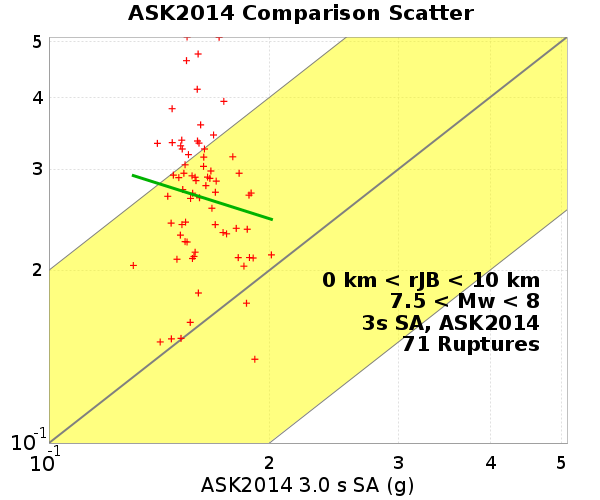 ASK2014 Comparison Scatter
5
4
3
2
10-1
0 km < rJB < 10 km
7.5 < Mw < 8
3s SA, ASK2014
71 Ruptures
10-1 2 3 4 5
ASK2014 3.0 s SA (g)